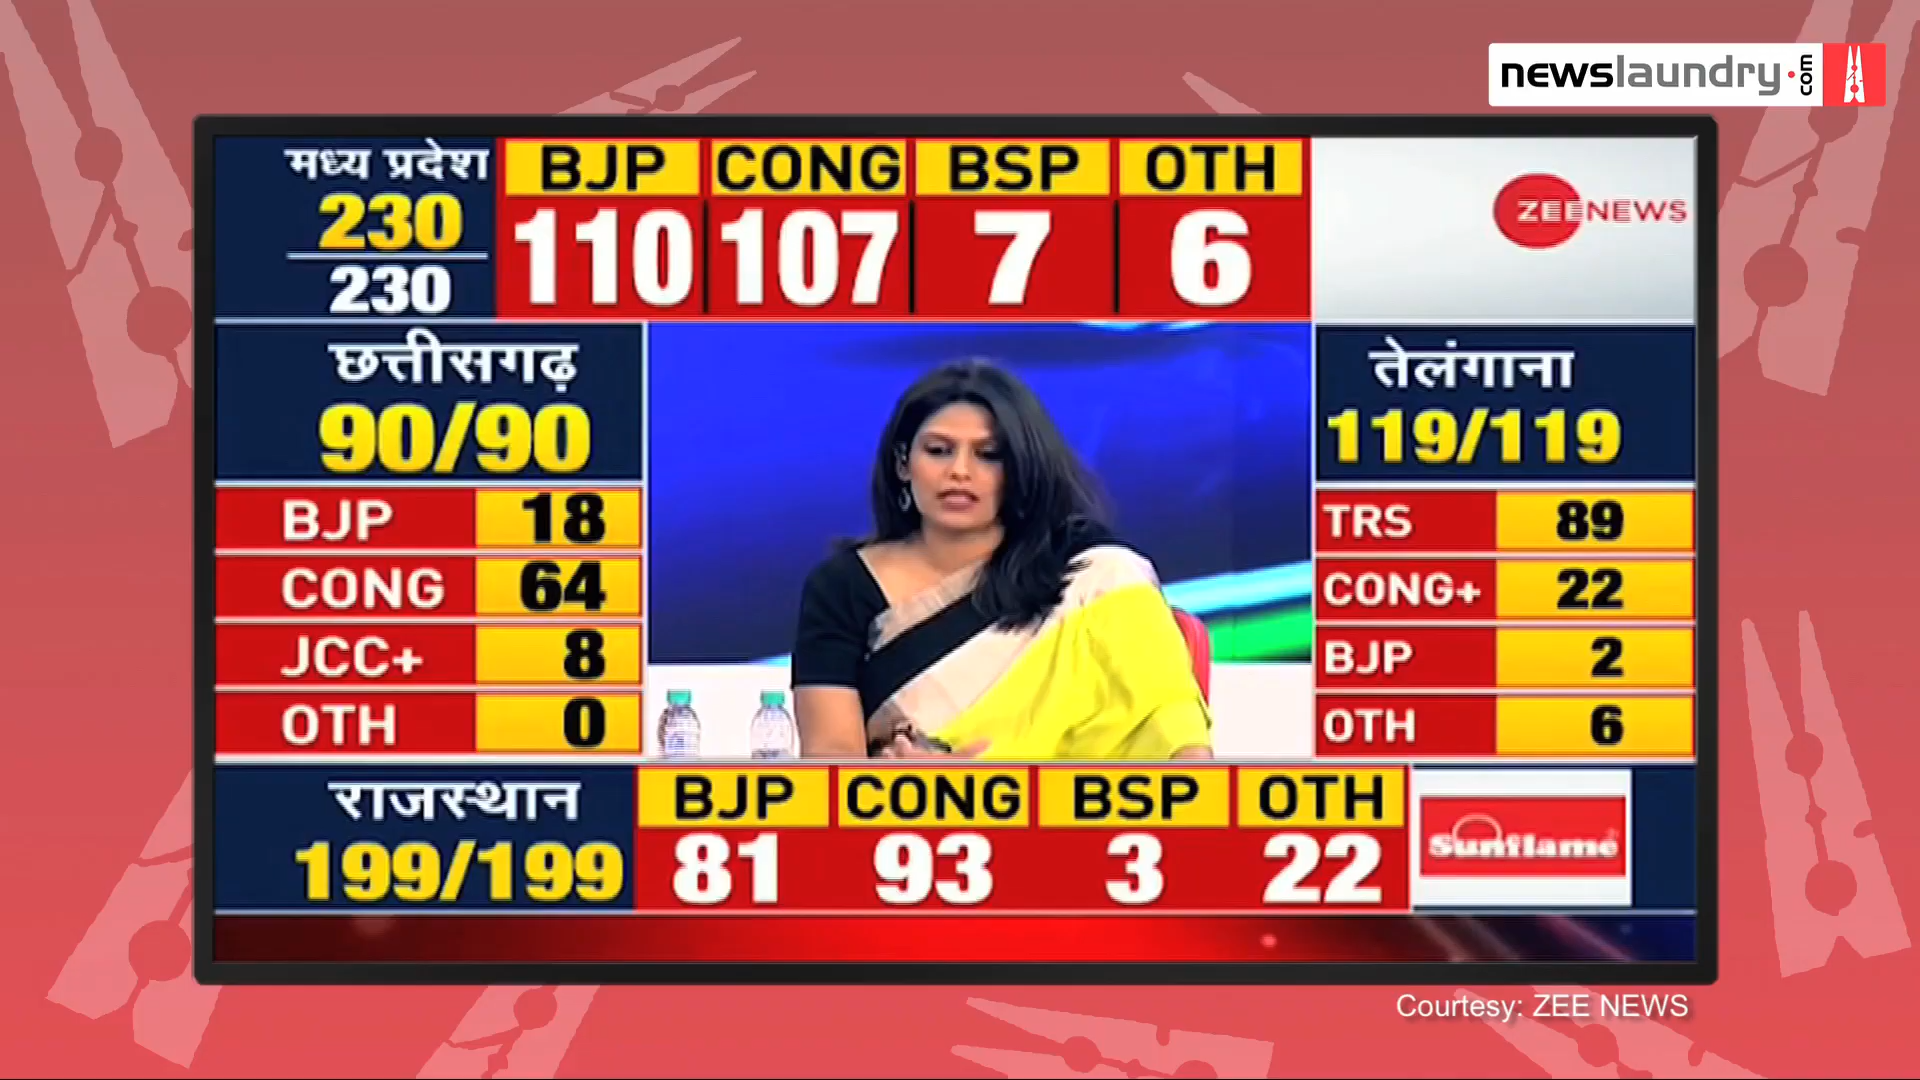 newslaundry.com
मध्य प्रदेश
230
230
BJP CONG BSP OTH
110 107 7 6
ZEENEWS
छत्तीसगढ़
90/90
BJP 18
CONG 64
JCC+ 8
OTH 0
तेलंगाना
119/119
TRS 89
CONG+ 22
BJP 2
OTH 6
राजस्थान
199/199
BJP CONG BSP OTH
81 93 3 22
Sunflame
Courtesy: ZEE NEWS